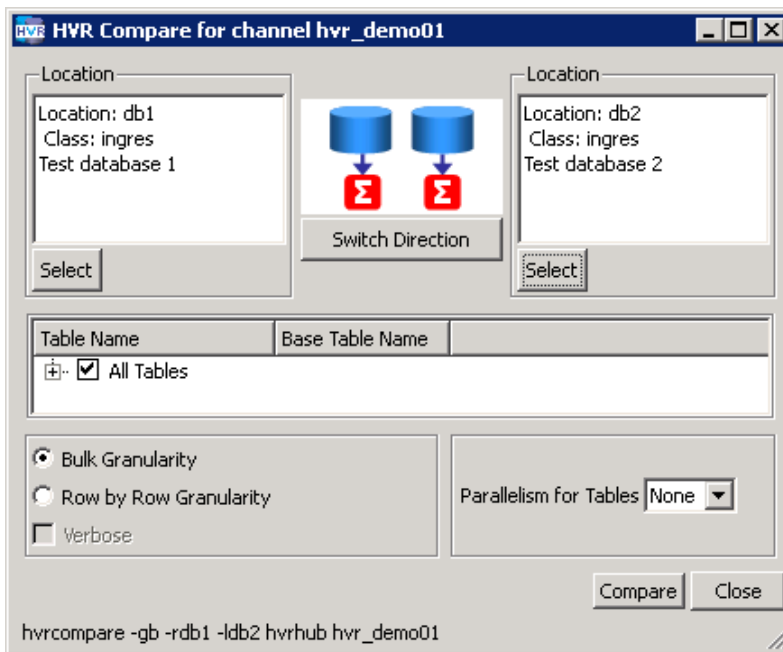 HVR HVR Compare for channel hvr_demo01
Location
Location: db1
Class: ingres
Test database 1
Select
Σ Σ
Switch Direction
Location
Location: db2
Class: ingres
Test database 2
Select
Table Name Base Table Name
All Tables
Bulk Granularity
Row by Row Granularity
Verbose
Parallelism for Tables None
Compare Close
hvrcompare -gb -rdb1 -ldb2 hvrhub hvr_demo01